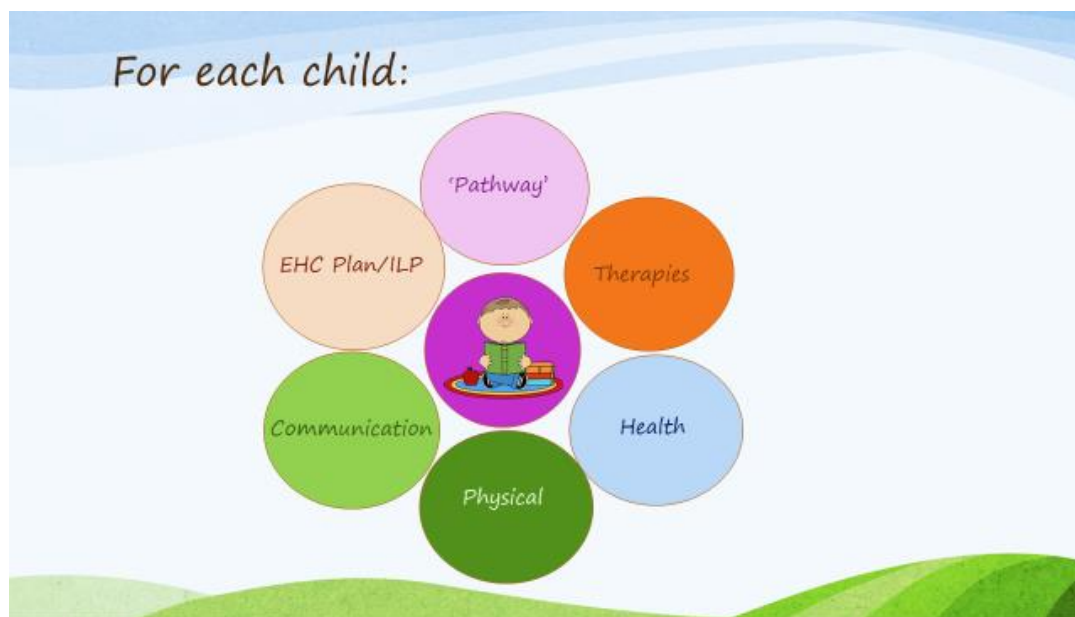 For each child:
‘Pathway’
EHC Plan/ILP
Therapies
Communication
Health
Physical